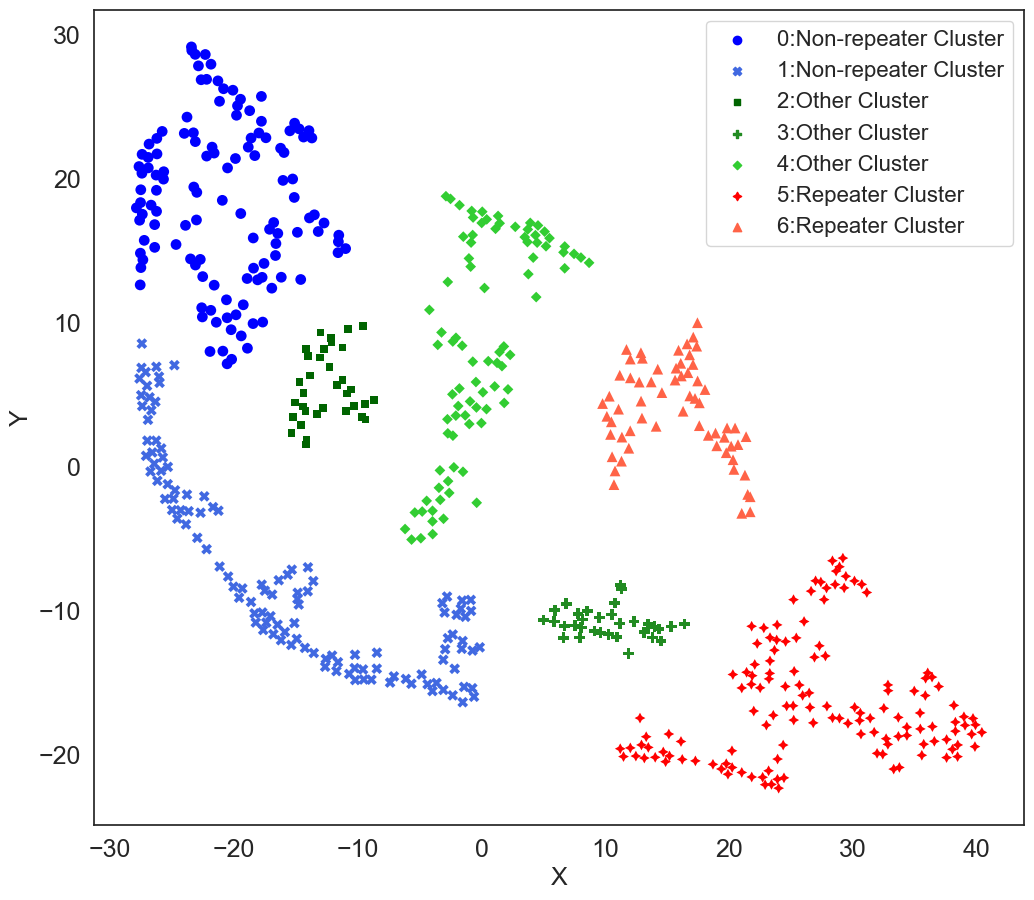 0:Non-repeater Cluster
1:Non-repeater Cluster
2:Other Cluster
3:Other Cluster
4:Other Cluster
5:Repeater Cluster
6:Repeater Cluster
30
20
10
0
−10
−20
Y
−30 −20 −10 0 10 20 30 40
X